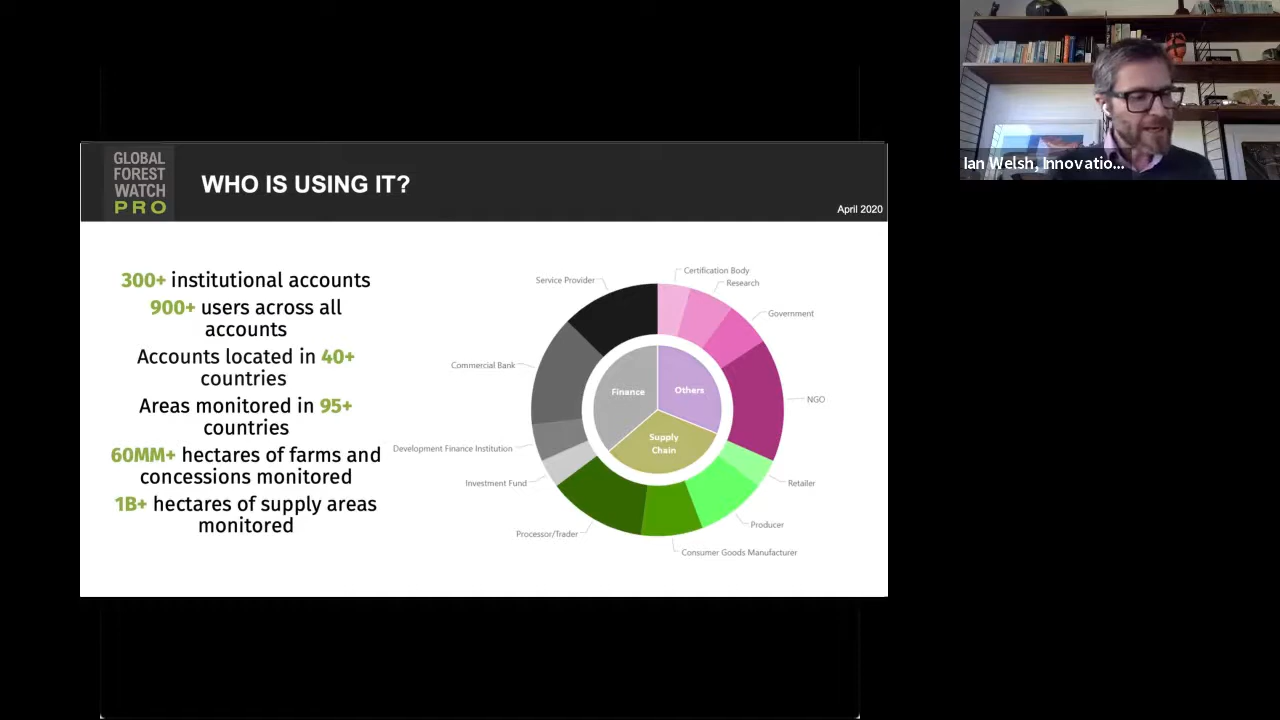 GLOBAL
FOREST
WATCH
PRO
WHO IS USING IT?
April 2020
300+ institutional accounts
900+ users across all
accounts
Accounts located in 40+
countries
Areas monitored in 95+
countries
60MM+ hectares of farms and
concessions monitored
1B+ hectares of supply areas
monitored
Certification Body
Research
Government
NGO
Retailer
Producer
Consumer Goods Manufacturer
Processor/Trader
Investment Fund
Development Finance Institution
Commercial Bank
Service Provider
Finance
Others
Supply
Chain
Ian Welsh, Innovatio...